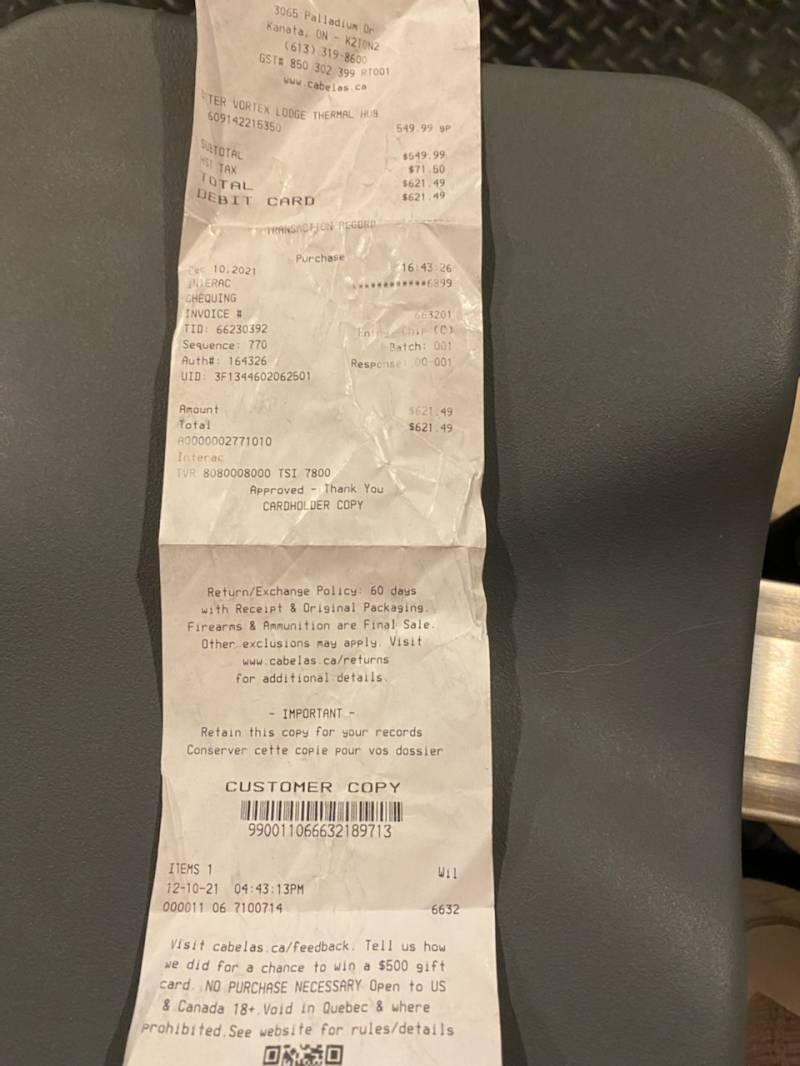 3065 Palladium Dr
Kanata, ON - K2T0N2
(613) 319-8600
GST# 850 302 399 RT001
www.cabelas.ca
TER VORTEX LODGE THERMAL HUB
609142216350 549.99 GP
SUBTOTAL $549.99
HST TAX $71.50
TOTAL $621.49
DEBIT CARD $621.49
TRANSACTION RECORD
Purchase
Dec 10,2021 16:43:26
INTERAC ************6899
CHEQUING
INVOICE # 663201
TID: 66230392 Entry: Chip (C)
Sequence: 770 Batch: 001
Auth#: 164326 Response: 00-001
UID: 3F1344602062501
Amount $621.49
Total $621.49
A0000002771010
Interac
TVR 8080008000 TSI 7800
Approved - Thank You
CARDHOLDER COPY
Return/Exchange Policy: 60 days
with Receipt & Original Packaging.
Firearms & Ammunition are Final Sale.
Other exclusions may apply. Visit
www.cabelas.ca/returns
for additional details.
- IMPORTANT -
Retain this copy for your records
Conserver cette copie pour vos dossier
CUSTOMER COPY
990011066632189713
ITEMS 1 Wil
12-10-21 04:43:13PM
000011 06 7100714 6632
Visit cabelas.ca/feedback. Tell us how
we did for a chance to win a $500 gift
card. NO PURCHASE NECESSARY Open to US
& Canada 18+.Void in Quebec & where
prohibited.See website for rules/details